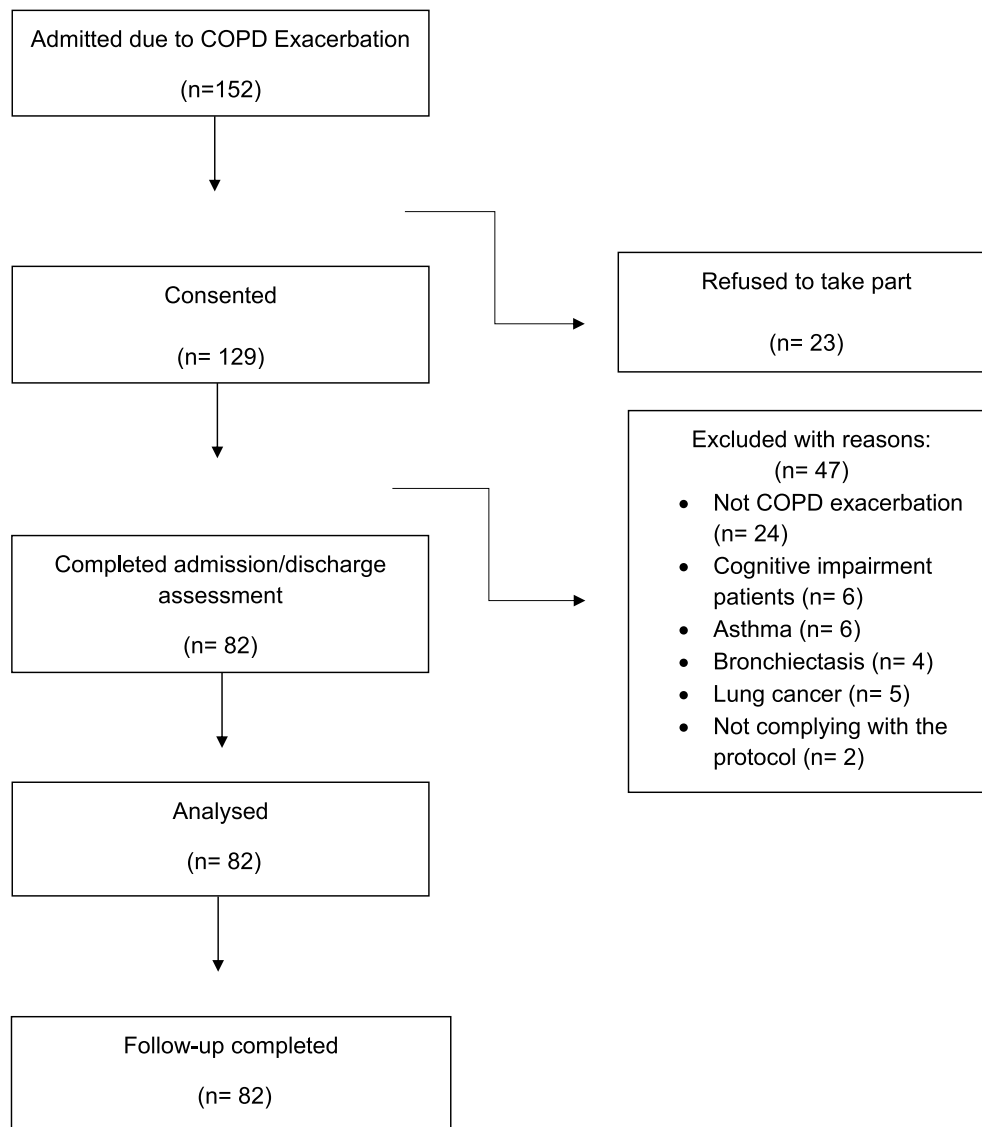 Admitted due to COPD Exacerbation
(n=152)
Consented
(n= 129)
Refused to take part
(n= 23)
Excluded with reasons:
(n= 47)
• Not COPD exacerbation
(n= 24)
• Cognitive impairment
patients (n= 6)
• Asthma (n= 6)
• Bronchiectasis (n= 4)
• Lung cancer (n= 5)
• Not complying with the
protocol (n= 2)
Completed admission/discharge
assessment
(n= 82)
Analysed
(n= 82)
Follow-up completed
(n= 82)